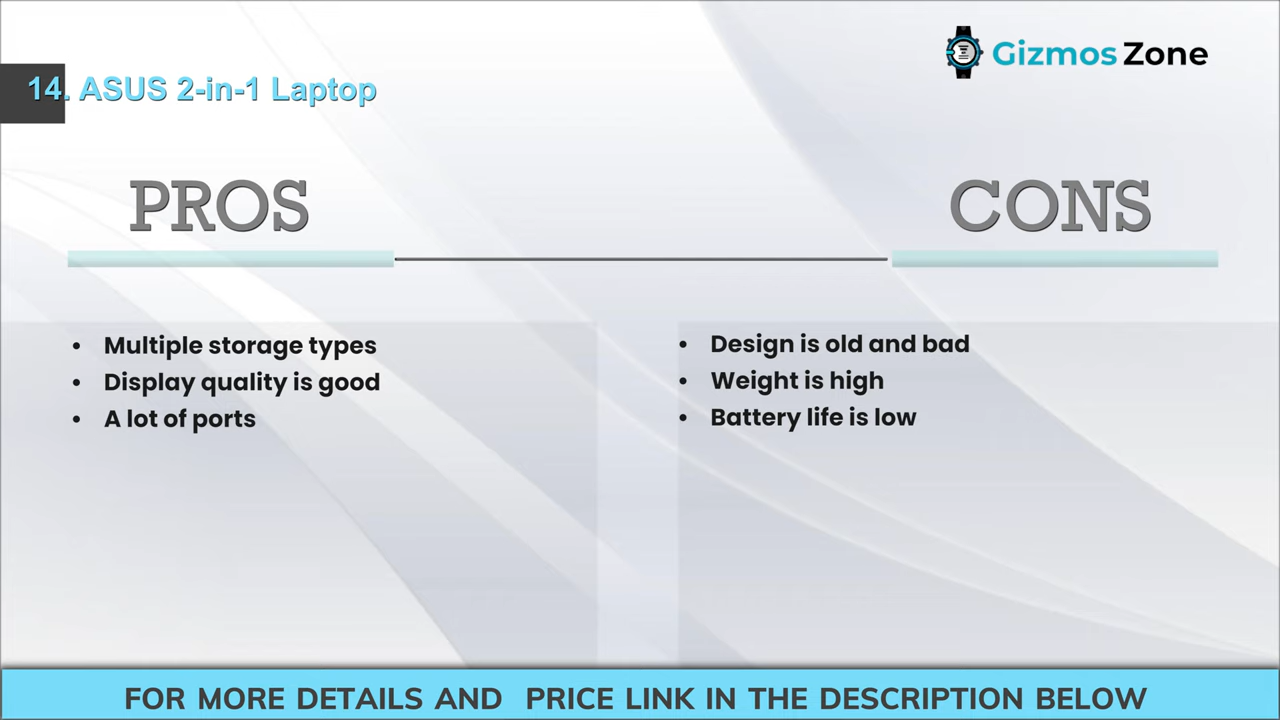 Gizmos Zone
14. ASUS 2-in-1 Laptop
PROS
CONS
• Multiple storage types
• Display quality is good
• A lot of ports
• Design is old and bad
• Weight is high
• Battery life is low
FOR MORE DETAILS AND PRICE LINK IN THE DESCRIPTION BELOW